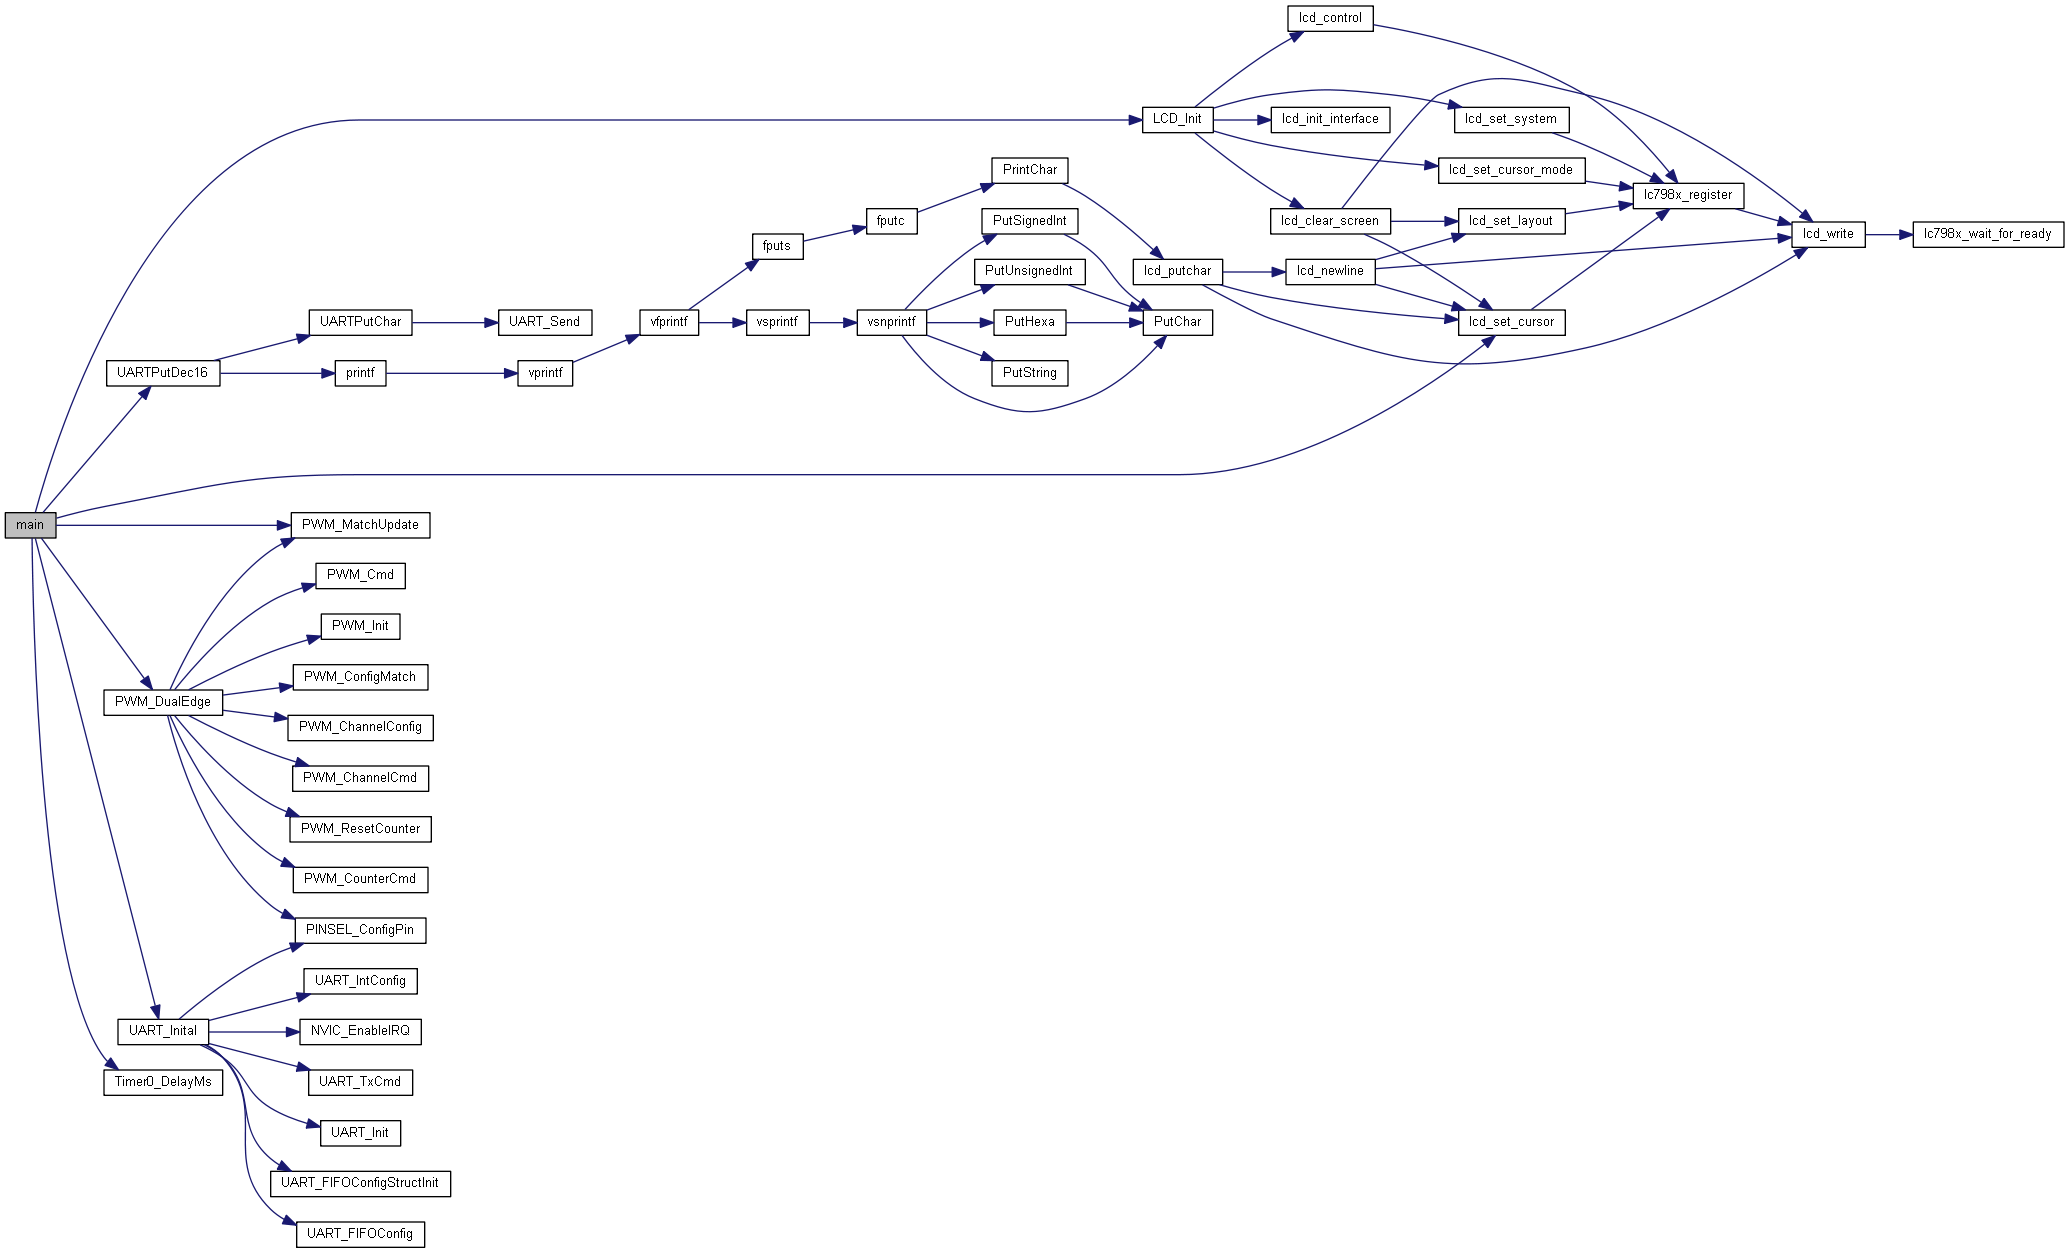 lcd_control
LCD_Init
lcd_init_interface
lcd_set_system
PrintChar
lcd_set_cursor_mode
lc798x_register
fputc
PutSignedInt
lcd_clear_screen
lcd_set_layout
lcd_write
lc798x_wait_for_ready
fputs
PutUnsignedInt
lcd_putchar
lcd_newline
UARTPutChar
UART_Send
vfprintf
vsprintf
vsnprintf
PutHexa
PutChar
lcd_set_cursor
UARTPutDec16
printf
vprintf
PutString
main
PWM_MatchUpdate
PWM_Cmd
PWM_Init
PWM_ConfigMatch
PWM_DualEdge
PWM_ChannelConfig
PWM_ChannelCmd
PWM_ResetCounter
PWM_CounterCmd
PINSEL_ConfigPin
UART_IntConfig
UART_Inital
NVIC_EnableIRQ
Timer0_DelayMs
UART_TxCmd
UART_Init
UART_FIFOConfigStructInit
UART_FIFOConfig